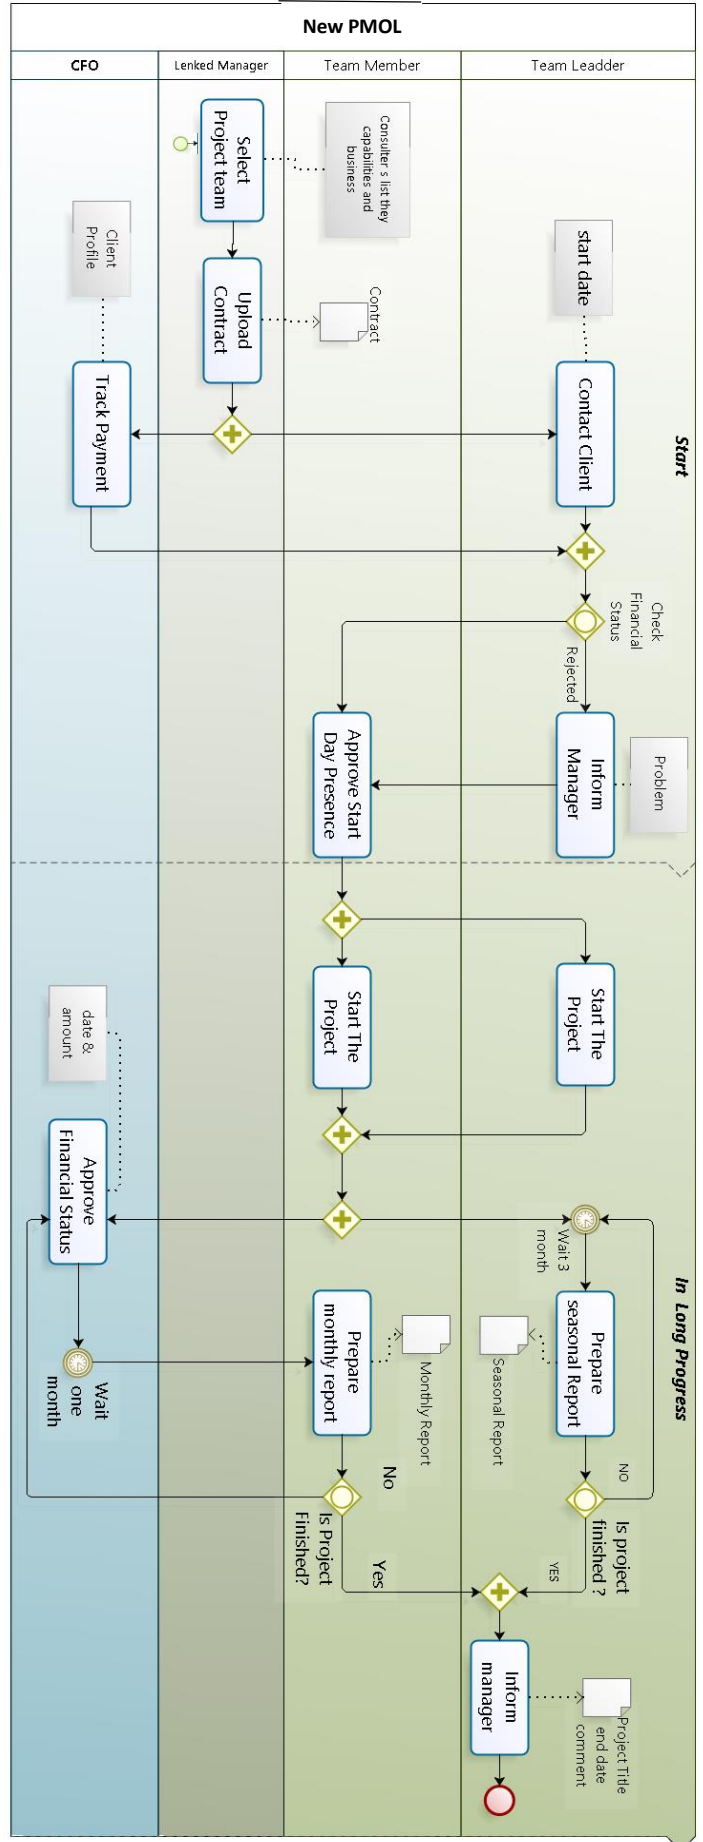 New PMOL
CFO
Lenked Manager
Team Member
Team Leadder
Select
Project team
Consulter s list they
capabilities and
business
Client
Profile
start date
Upload
Contract
Contract
Start
Track Payment
Contact Client
Check
Financial
Status
Rejected
Approve Start
Day Presence
Inform
Manager
Problem
Start The
Project
Start The
Project
date &
amount
Approve
Financial Status
Wait 3
month
In Long Progress
Wait
one
month
Prepare
monthly report
Monthly Report
Seasonal Report
Prepare
seasonal Report
No
NO
Is Project
Finished?
Is project
finished ?
Yes
YES
Inform
manager
Project Title
end date
comment